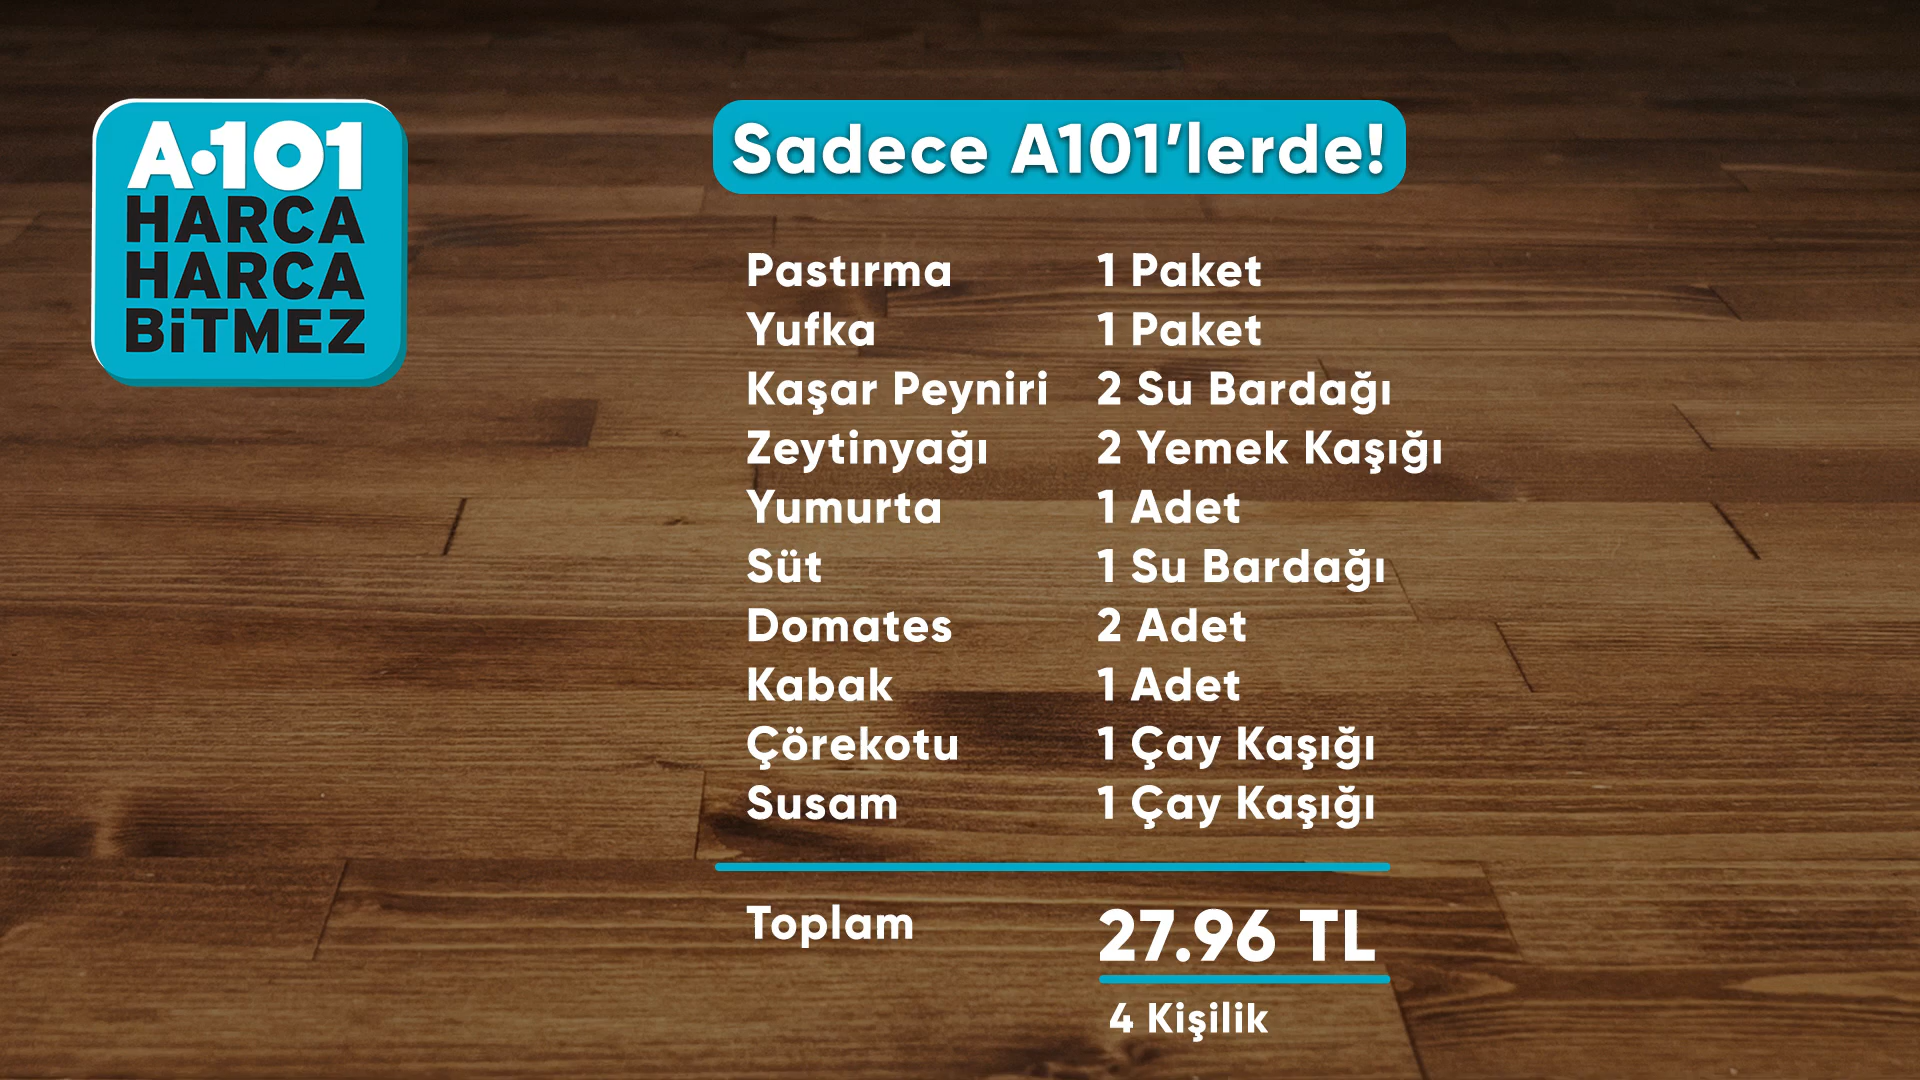 A101
HARCA
HARCA
BiTMEZ
Sadece A101'lerde!
Pastırma 1 Paket
Yufka 1 Paket
Kaşar Peyniri 2 Su Bardağı
Zeytinyağı 2 Yemek Kaşığı
Yumurta 1 Adet
Süt 1 Su Bardağı
Domates 2 Adet
Kabak 1 Adet
Çörekotu 1 Çay Kaşığı
Susam 1 Çay Kaşığı
Toplam 27.96 TL
4 Kişilik